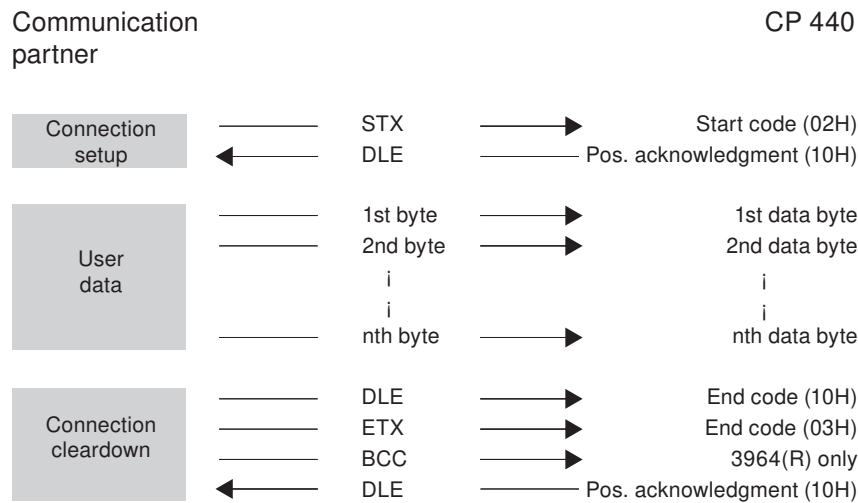 Communication partner CP 440
Connection setup
STX Start code (02H)
DLE Pos. acknowledgment (10H)
User data
1st byte 1st data byte
2nd byte 2nd data byte
¡ ¡
¡ ¡
nth byte nth data byte
Connection cleardown
DLE End code (10H)
ETX End code (03H)
BCC 3964(R) only
DLE Pos. acknowledgment (10H)